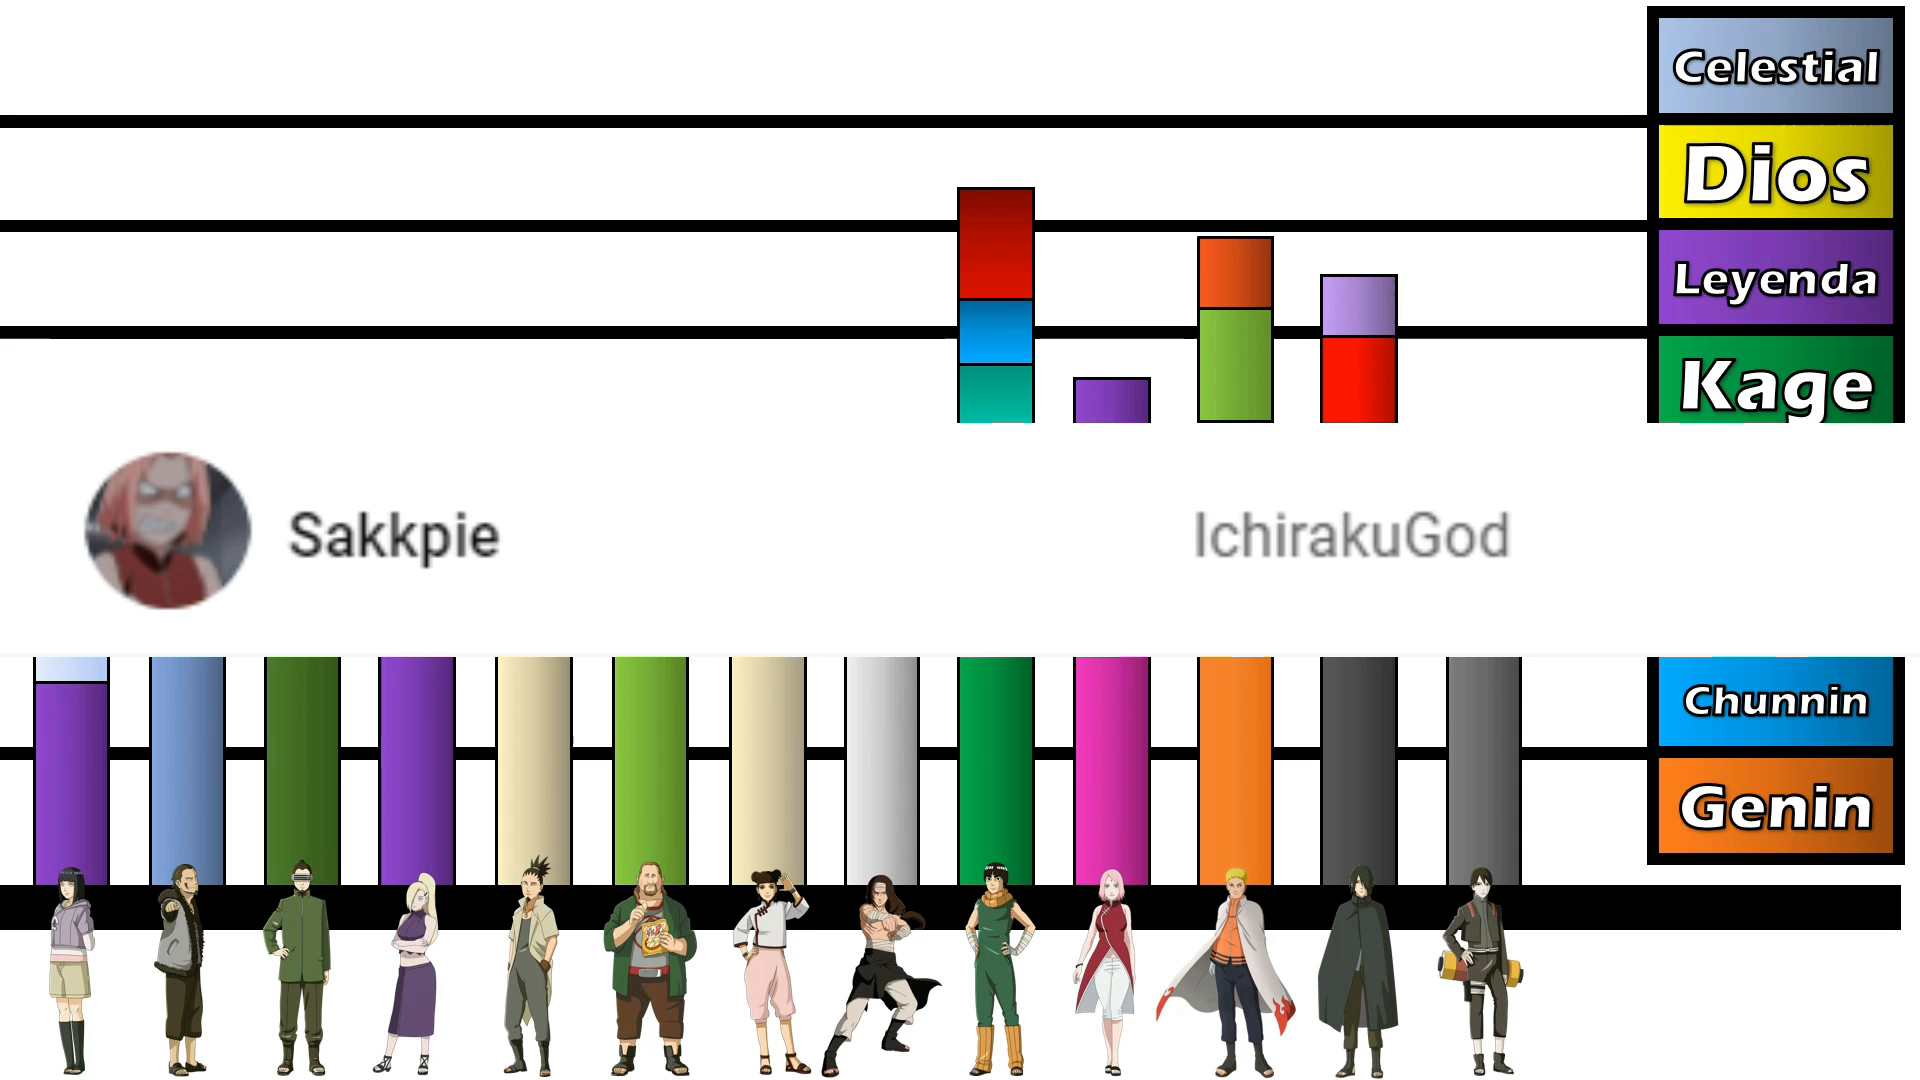 Celestial
Dios
Leyenda
Kage
Sakkpie
IchirakuGod
Chunnin
Genin